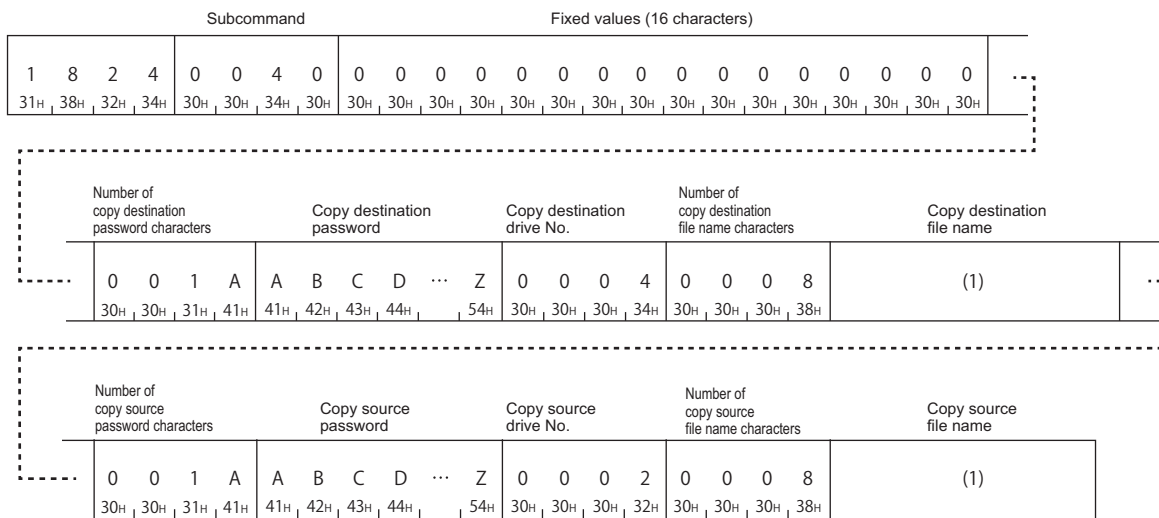 Subcommand Fixed values (16 characters)
1 8 2 4 0 0 4 0 0 0 0 0 0 0 0 0 0 0 0 0 0 0 0 0
31H 38H 32H 34H 30H 30H 34H 30H 30H 30H 30H 30H 30H 30H 30H 30H 30H 30H 30H 30H 30H 30H 30H 30H
Number of
copy destination
password characters
Copy destination
password
Copy destination
drive No.
Number of
copy destination
file name characters
Copy destination
file name
0 0 1 A A B C D ... Z 0 0 0 4 0 0 0 8 (1)
30H 30H 31H 41H 41H 42H 43H 44H 54H 30H 30H 30H 34H 30H 30H 30H 38H
Number of
copy source
password characters
Copy source
password
Copy source
drive No.
Number of
copy source
file name characters
Copy source
file name
0 0 1 A A B C D ... Z 0 0 0 2 0 0 0 8 (1)
30H 30H 31H 41H 41H 42H 43H 44H 54H 30H 30H 30H 32H 30H 30H 30H 38H